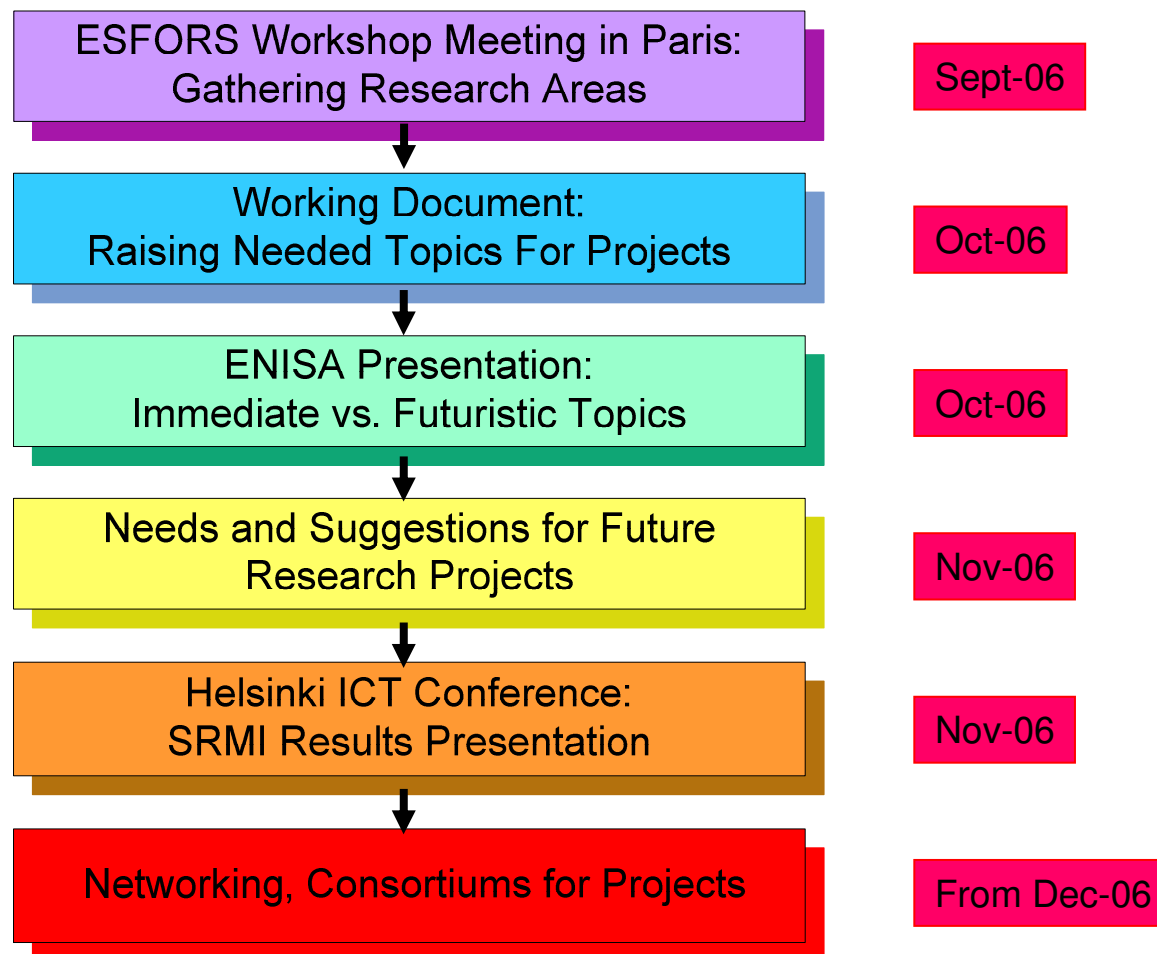 ESFORS Workshop Meeting in Paris:
Gathering Research Areas
Sept-06
Working Document:
Raising Needed Topics For Projects
Oct-06
ENISA Presentation:
Immediate vs. Futuristic Topics
Oct-06
Needs and Suggestions for Future
Research Projects
Nov-06
Helsinki ICT Conference:
SRMI Results Presentation
Nov-06
Networking, Consortiums for Projects
From Dec-06